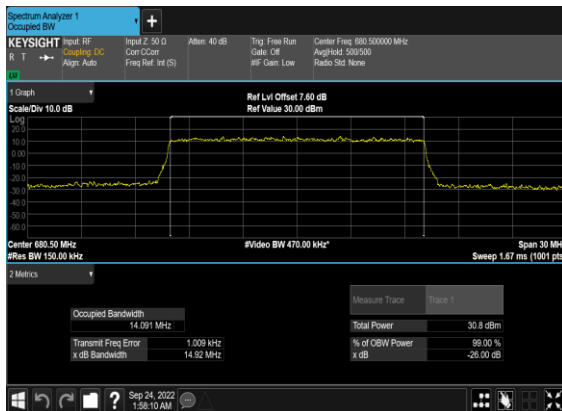 Spectrum Analyzer 1
Occupied BW
KEYSIGHT
R T
Input: RF
Coupling: DC
Align: Auto
Input Z: 50 Ω
Corr CCorr
Freq Ref: Int (S)
Atten: 40 dB
Trig: Free Run
Gate: Off
#IF Gain: Low
Center Freq: 680.500000 MHz
Avg|Hold: 500/500
Radio Std: None
1 Graph
Scale/Div 10.0 dB
Ref Lvl Offset 7.60 dB
Ref Value 30.00 dBm
Log
20.0
10.0
0.00
-10.0
-20.0
-30.0
-40.0
-50.0
-60.0
Center 680.50 MHz
#Res BW 150.00 kHz
#Video BW 470.00 kHz*
Span 30 MH
Sweep 1.67 ms (1001 pts
2 Metrics
Measure Trace
Trace 1
Occupied Bandwidth
14.091 MHz
Total Power
30.8 dBm
Transmit Freq Error
1.009 kHz
% of OBW Power
99.00 %
x dB Bandwidth
14.92 MHz
x dB
-26.00 dB
Sep 24, 2022
1:56:10 AM